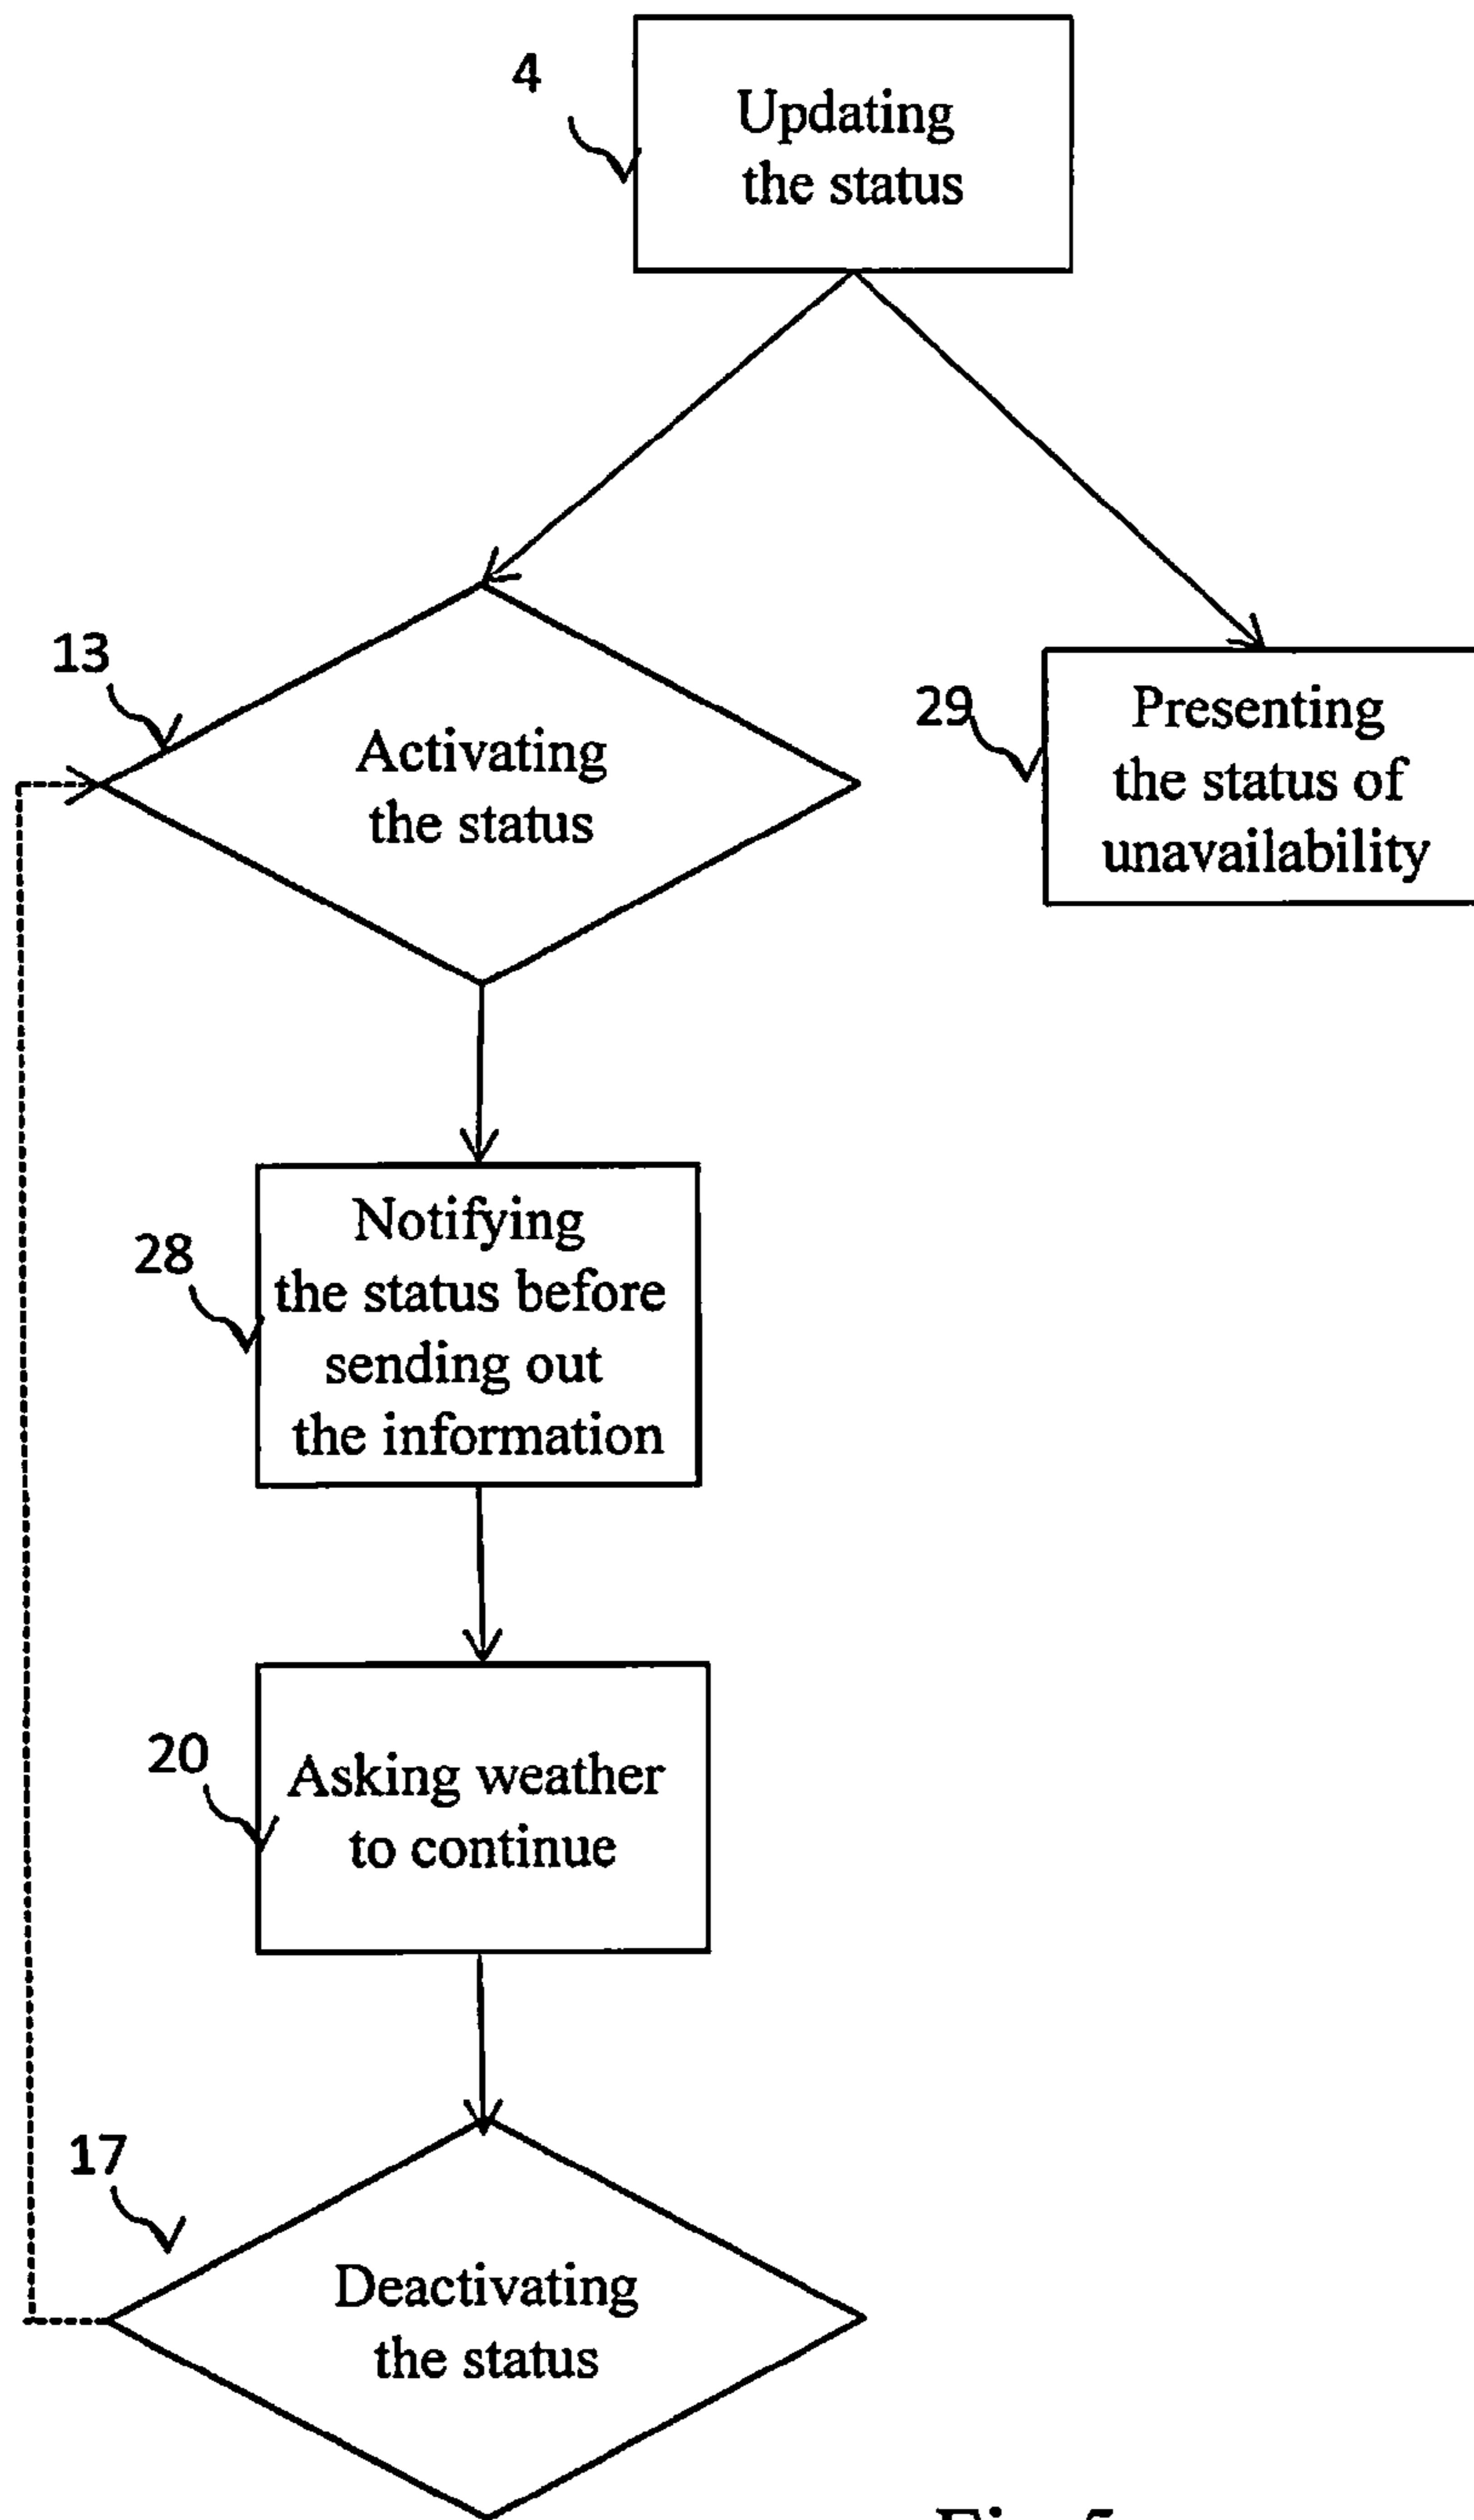 4
Updating
the status
13
Activating
the status
29
Presenting
the status of
unavailability
28
Notifying
the status before
sending out
the information
20
Asking weather
to continue
17
Deactivating
the status